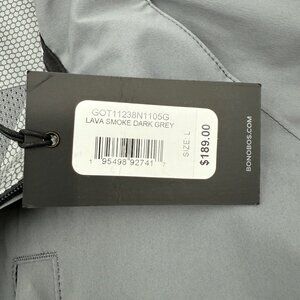 GOT11238N1105G
LAVA SMOKE DARK GREY
1 95498 92741 7
SIZE L
$189.00
BONOBOS.COM